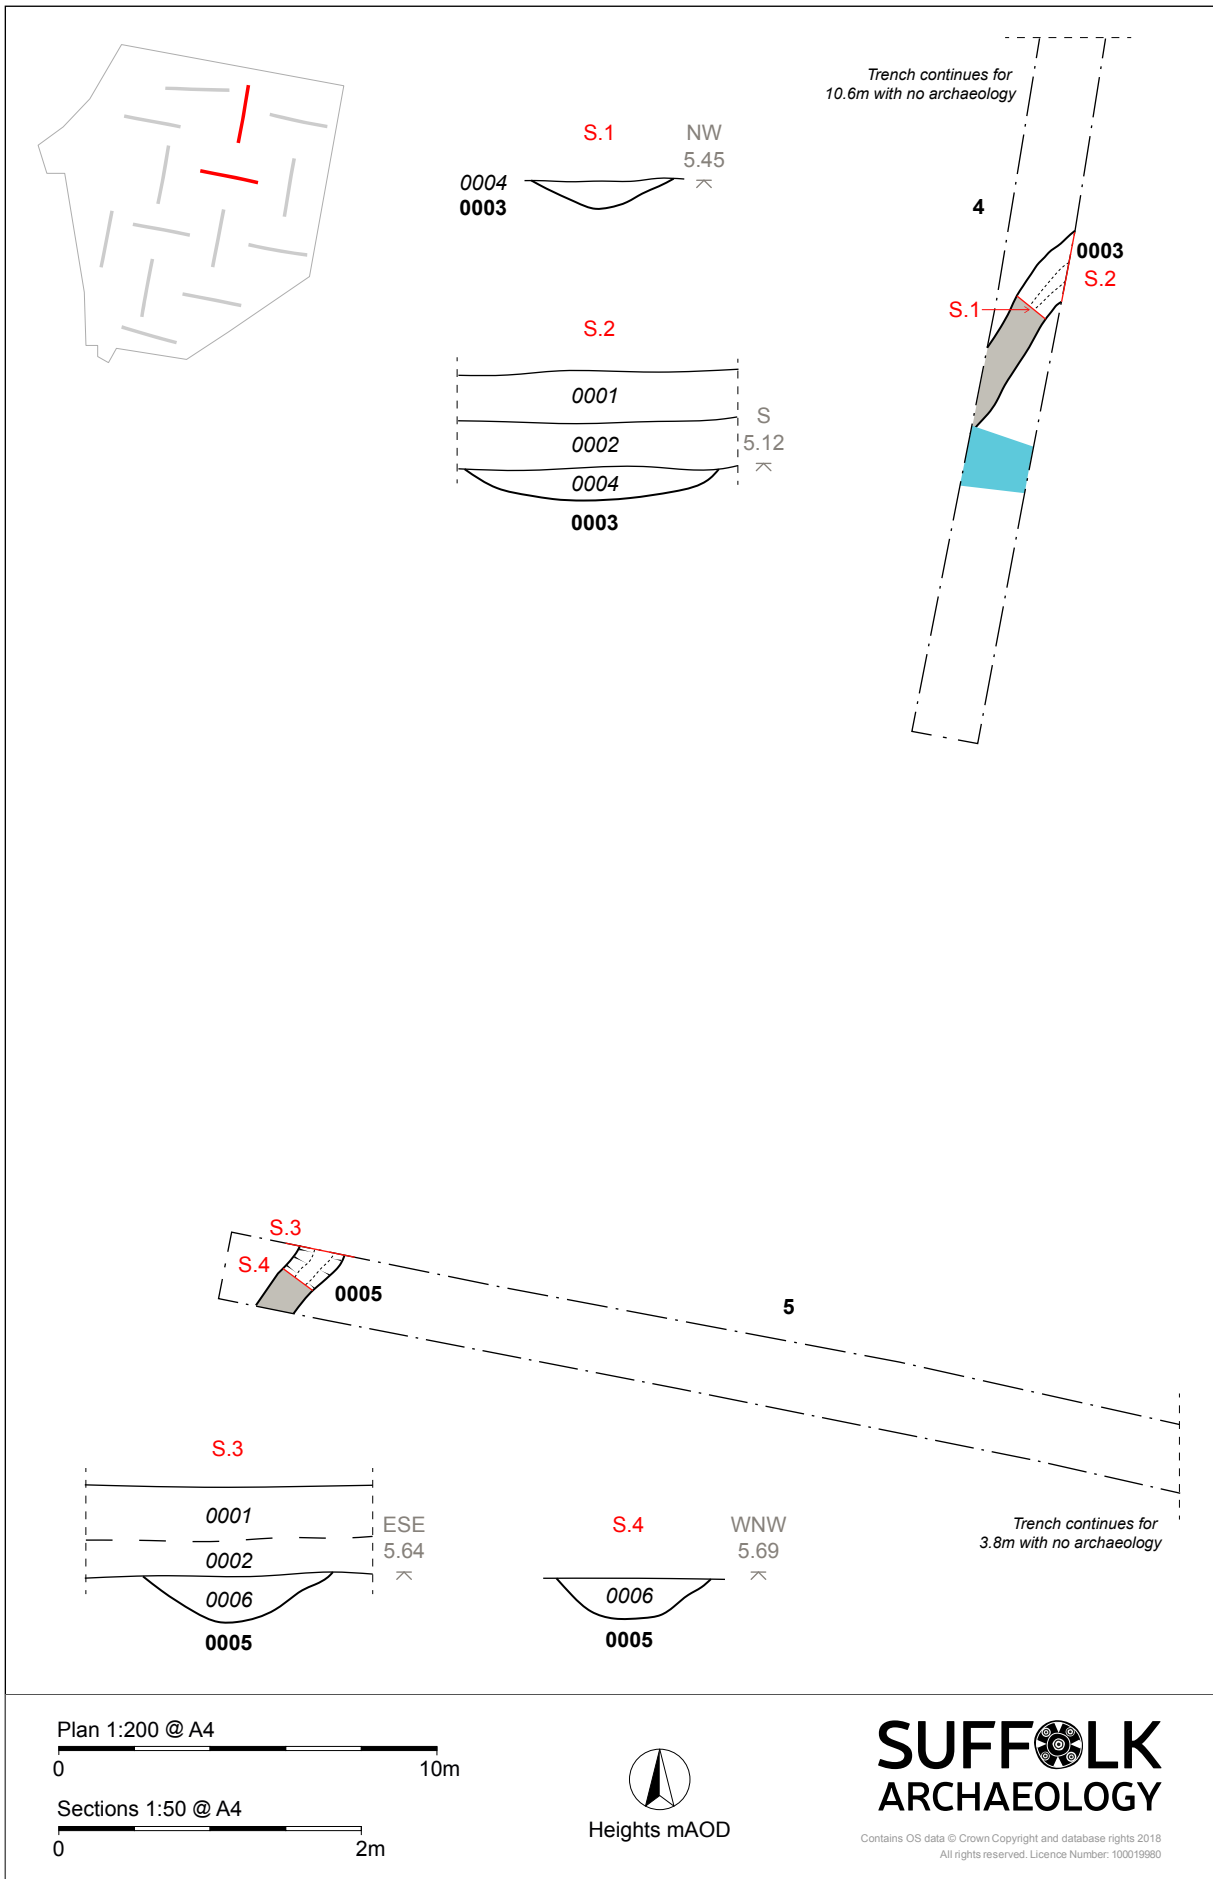 Trench continues for
10.6m with no archaeology
S.1
NW
5.45
0004
0003
4
0003
S.2
S.1
S.2
0001
0002
0004
0003
S
5.12
S.3
S.4
0005
5
S.3
0001
0002
0006
0005
ESE
5.64
S.4
0006
0005
WNW
5.69
Trench continues for
3.8m with no archaeology
Plan 1:200 @ A4
0 10m
Sections 1:50 @ A4
0 2m
Heights mAOD
SUFFOLK
ARCHAEOLOGY
Contains OS data © Crown Copyright and database rights 2018
All rights reserved. Licence Number: 100019980